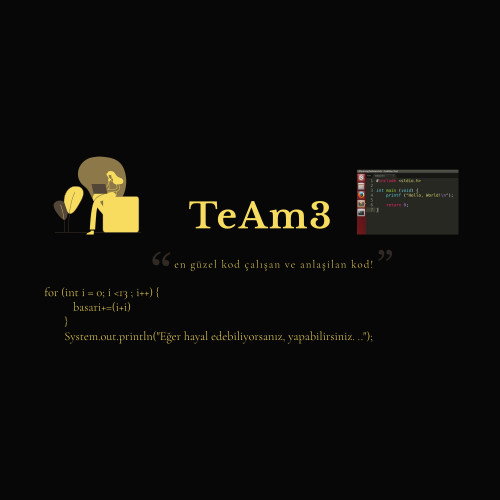 TeAm3
#include <stdio.h>
int main (void) {
printf ("Hello, World!\n");
return 0;
}
“ en güzel kod çalışan ve anlaşilan kod! ”
for (int i = 0; i <13 ; i++) {
basari+=(i+i)
}
System.out.println("Eğer hayal edebiliyorsanız, yapabilirsiniz. ..");